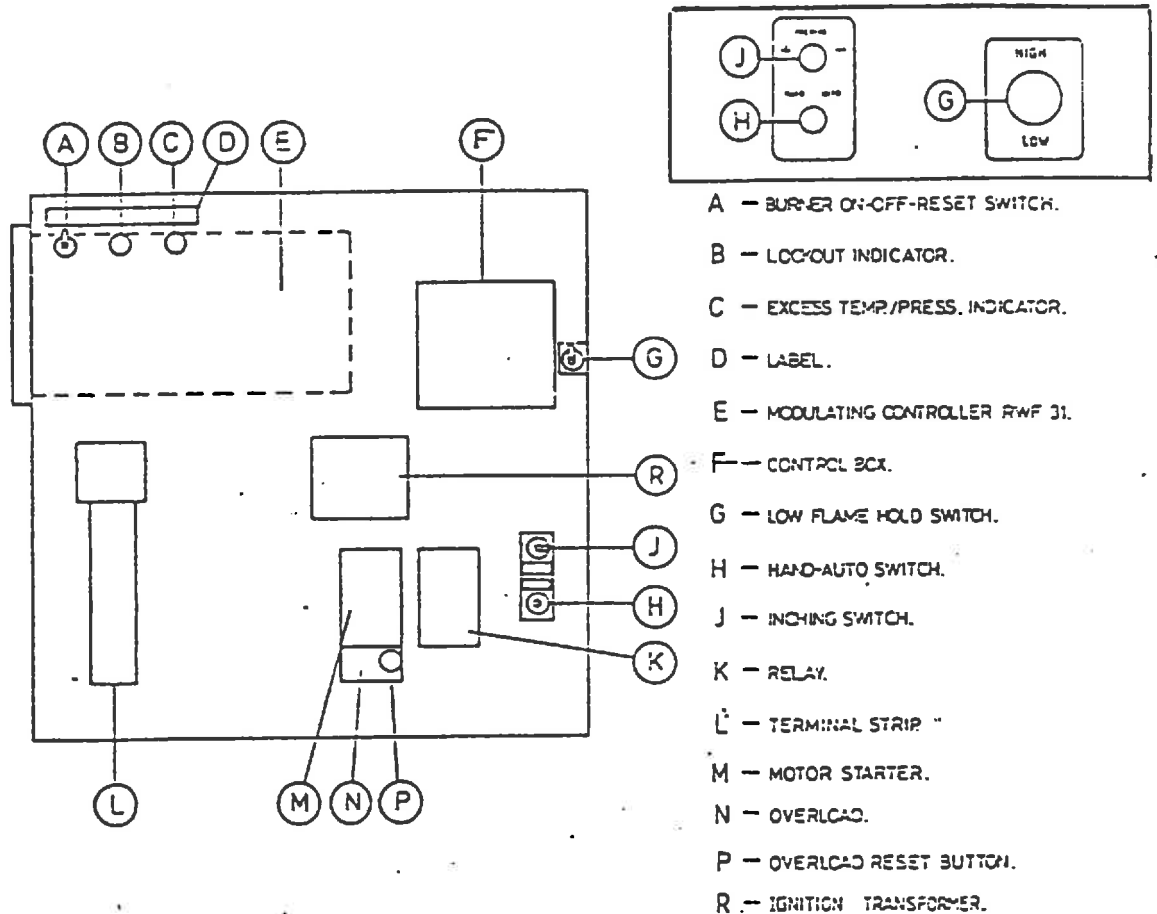 J
+ −
H
G
HIGH
LOW
A B C D E F
G
R
J
H
K
L
M N P
A — BURNER ON-OFF-RESET SWITCH.
B — LOCKOUT INDICATOR.
C — EXCESS TEMP./PRESS. INDICATOR.
D — LABEL.
E — MODULATING CONTROLLER RWF 31.
F — CONTROL BOX.
G — LOW FLAME HOLD SWITCH.
H — HAND-AUTO SWITCH.
J — INCHING SWITCH.
K — RELAY.
L — TERMINAL STRIP
M — MOTOR STARTER.
N — OVERLOAD.
P — OVERLOAD RESET BUTTON.
R — IGNITION TRANSFORMER.